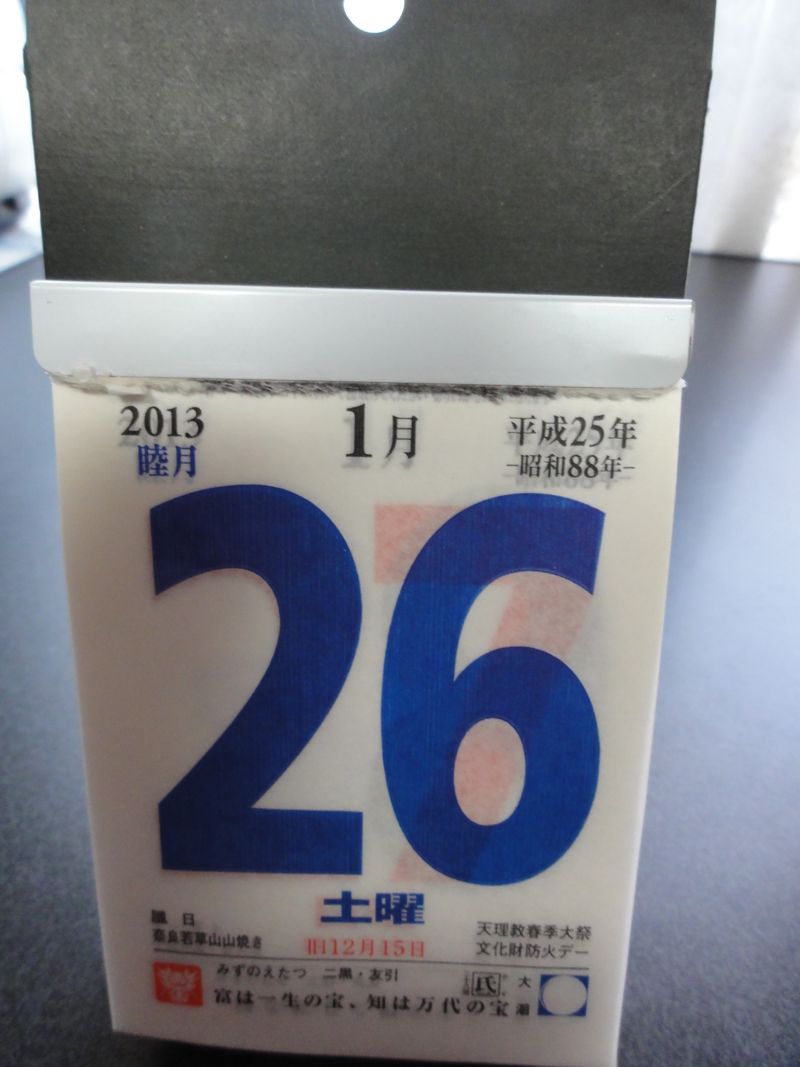 2013
睦月
1月
平成25年
–昭和88年–
26
土曜
臘日
奈良若草山山焼き
旧12月15日
天理教春季大祭
文化財防火デー
みずのえたつ 二黒・友引
氐
大潮
富は一生の宝、知は万代の宝